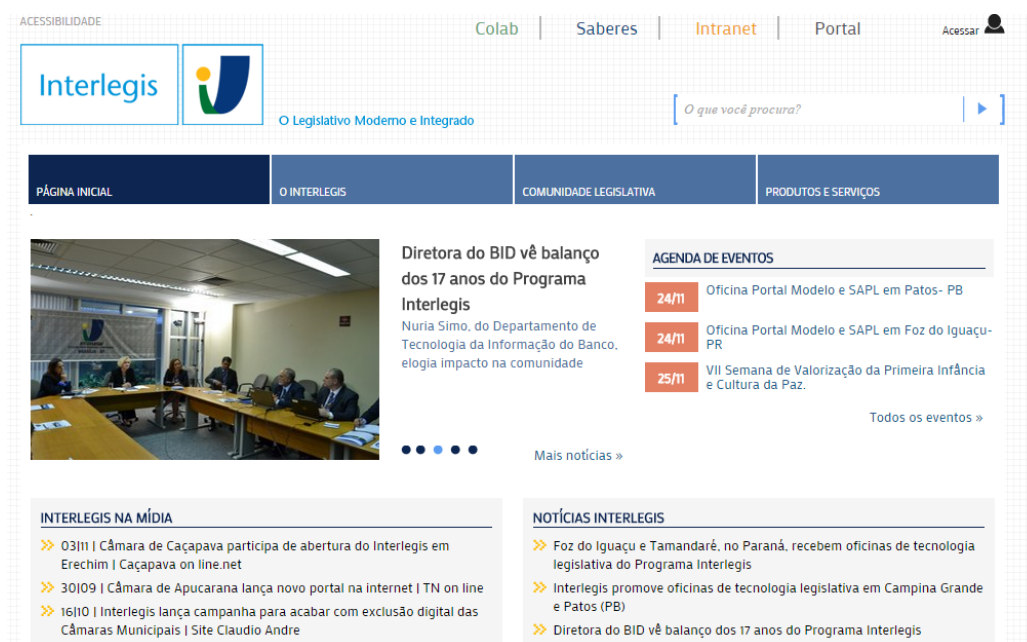 ACESSIBILIDADE
Colab
Saberes
Intranet
Portal
Acessar
Interlegis
O Legislativo Moderno e Integrado
O que você procura?
PÁGINA INICIAL
O INTERLEGIS
COMUNIDADE LEGISLATIVA
PRODUTOS E SERVIÇOS
Diretora do BID vê balanço
dos 17 anos do Programa
Interlegis
Nuria Simo, do Departamento de
Tecnologia da Informação do Banco,
elogia impacto na comunidade
Mais notícias »
AGENDA DE EVENTOS
24/11
Oficina Portal Modelo e SAPL em Patos- PB
24/11
Oficina Portal Modelo e SAPL em Foz do Iguaçu-
PR
25/11
VII Semana de Valorização da Primeira Infância
e Cultura da Paz.
Todos os eventos »
INTERLEGIS NA MÍDIA
03|11 | Câmara de Caçapava participa de abertura do Interlegis em
Erechim | Caçapava on line.net
30|09 | Câmara de Apucarana lança novo portal na internet | TN on line
16|10 | Interlegis lança campanha para acabar com exclusão digital das
Câmaras Municipais | Site Claudio Andre
NOTÍCIAS INTERLEGIS
Foz do Iguaçu e Tamandaré, no Paraná, recebem oficinas de tecnologia
legislativa do Programa Interlegis
Interlegis promove oficinas de tecnologia legislativa em Campina Grande
e Patos (PB)
Diretora do BID vê balanço dos 17 anos do Programa Interlegis